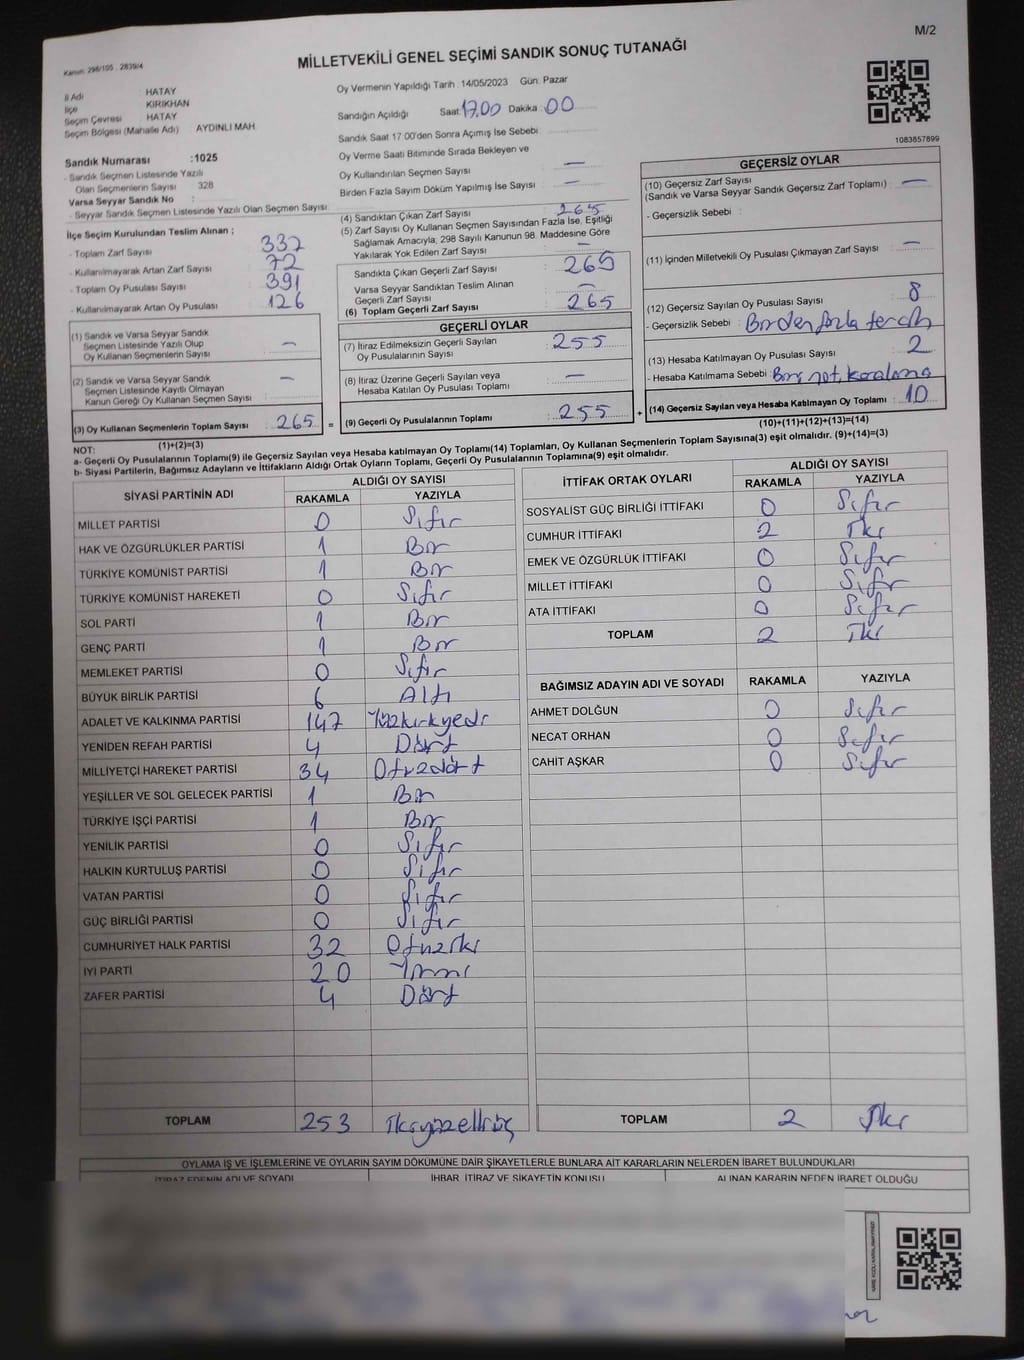 M/2
Kanun: 298/105 2839/4
MİLLETVEKİLİ GENEL SEÇİMİ SANDIK SONUÇ TUTANAĞI
İl Adı HATAY
İlçe KIRIKHAN
Seçim Çevresi HATAY
Seçim Bölgesi (Mahalle Adı) AYDINLI MAH
Sandık Numarası :1025
- Sandık Seçmen Listesinde Yazılı
Olan Seçmenlerin Sayısı 328
Varsa Seyyar Sandık No :
- Seyyar Sandık Seçmen Listesinde Yazılı Olan Seçmen Sayısı:
İlçe Seçim Kurulundan Teslim Alınan ;
- Toplam Zarf Sayısı : 337
- Kullanılmayarak Artan Zarf Sayısı : 72
- Toplam Oy Pusulası Sayısı : 391
- Kullanılmayarak Artan Oy Pusulası : 126
(1) Sandık ve Varsa Seyyar Sandık
Seçmen Listesinde Yazılı Olup
Oy Kullanan Seçmenlerin Sayısı : —
(2) Sandık ve Varsa Seyyar Sandık
Seçmen Listesinde Kayıtlı Olmayan
Kanun Gereği Oy Kullanan Seçmen Sayısı : —
(3) Oy Kullanan Seçmenlerin Toplam Sayısı : 265 =
(1)+(2)=(3)
Oy Vermenin Yapıldığı Tarih : 14/05/2023 Gün: Pazar
Sandığın Açıldığı Saat: 17.00 Dakika : 00
Sandık Saat 17.00'den Sonra Açımış İse Sebebi:
Oy Verme Saati Bitiminde Sırada Bekleyen ve
Oy Kullandırılan Seçmen Sayısı : —
Birden Fazla Sayım Döküm Yapılmış İse Sayısı : —
(4) Sandıktan Çıkan Zarf Sayısı : 265
(5) Zarf Sayısı Oy Kullanan Seçmen Sayısından Fazla İse, Eşitliği
Sağlamak Amacıyla, 298 Sayılı Kanunun 98. Maddesine Göre
Yakılarak Yok Edilen Zarf Sayısı : —
Sandıkta Çıkan Geçerli Zarf Sayısı : 265
Varsa Seyyar Sandıktan Teslim Alınan
Geçerli Zarf Sayısı : —
(6) Toplam Geçerli Zarf Sayısı : 265
GEÇERLİ OYLAR
(7) İtiraz Edilmeksizin Geçerli Sayılan
Oy Pusulalarının Sayısı : 255
(8) İtiraz Üzerine Geçerli Sayılan veya
Hesaba Katılan Oy Pusulası Toplamı : —
(9) Geçerli Oy Pusulalarının Toplamı : 255 +
1083857899
GEÇERSİZ OYLAR
(10) Geçersiz Zarf Sayısı
(Sandık ve Varsa Seyyar Sandık Geçersiz Zarf Toplamı) : —
- Geçersizlik Sebebi :
(11) İçinden Milletvekili Oy Pusulası Çıkmayan Zarf Sayısı : —
(12) Geçersiz Sayılan Oy Pusulası Sayısı : 8
- Geçersizlik Sebebi : Birden fazla tercih
(13) Hesaba Katılmayan Oy Pusulası Sayısı : 2
- Hesaba Katılmama Sebebi :
(14) Geçersiz Sayılan veya Hesaba Katılmayan Oy Toplamı : 10
(10)+(11)+(12)+(13)=(14)
NOT:
a- Geçerli Oy Pusulalarının Toplamı(9) ile Geçersiz Sayılan veya Hesaba katılmayan Oy Toplamı(14) Toplamları, Oy Kullanan Seçmenlerin Toplam Sayısına(3) eşit olmalıdır. (9)+(14)=(3)
b- Siyasi Partilerin, Bağımsız Adayların ve İttifakların Aldığı Ortak Oyların Toplamı, Geçerli Oy Pusulalarının Toplamına(9) eşit olmalıdır.
SİYASİ PARTİNİN ADI ALDIĞI OY SAYISI
RAKAMLA YAZIYLA
MİLLET PARTİSİ 0 Sıfır
HAK VE ÖZGÜRLÜKLER PARTİSİ 1 Bir
TÜRKİYE KOMÜNİST PARTİSİ 1 Bir
TÜRKİYE KOMÜNİST HAREKETİ 0 Sıfır
SOL PARTİ 1 Bir
GENÇ PARTİ 1 Bir
MEMLEKET PARTİSİ 0 Sıfır
BÜYÜK BİRLİK PARTİSİ 6 Altı
ADALET VE KALKINMA PARTİSİ 147 Yüzkırkyedi
YENİDEN REFAH PARTİSİ 4 Dört
MİLLİYETÇİ HAREKET PARTİSİ 34 Otuzdört
YEŞİLLER VE SOL GELECEK PARTİSİ 1 Bir
TÜRKİYE İŞÇİ PARTİSİ 1 Bir
YENİLİK PARTİSİ 0 Sıfır
HALKIN KURTULUŞ PARTİSİ 0 Sıfır
VATAN PARTİSİ 0 Sıfır
GÜÇ BİRLİĞİ PARTİSİ 0 Sıfır
CUMHURİYET HALK PARTİSİ 32 Otuziki
İYİ PARTİ 20 Yirmi
ZAFER PARTİSİ 4 Dört
TOPLAM 253 İkiyüzelliüç
İTTİFAK ORTAK OYLARI ALDIĞI OY SAYISI
RAKAMLA YAZIYLA
SOSYALİST GÜÇ BİRLİĞİ İTTİFAKI 0 Sıfır
CUMHUR İTTİFAKI 2 İki
EMEK VE ÖZGÜRLÜK İTTİFAKI 0 Sıfır
MİLLET İTTİFAKI 0 Sıfır
ATA İTTİFAKI 0 Sıfır
TOPLAM 2 İki
BAĞIMSIZ ADAYIN ADI VE SOYADI RAKAMLA YAZIYLA
AHMET DOLĞUN 0 Sıfır
NECAT ORHAN 0 Sıfır
CAHİT AŞKAR 0 Sıfır
TOPLAM 2 İki
OYLAMA İŞ VE İŞLEMLERİNE VE OYLARIN SAYIM DÖKÜMÜNE DAİR ŞİKAYETLERLE BUNLARA AİT KARARLARIN NELERDEN İBARET BULUNDUKLARI
İTİRAZ EDENİN ADI VE SOYADI İHBAR, İTİRAZ VE ŞİKAYETİN KONUSU ALINAN KARARIN NEDEN İBARET OLDUĞU